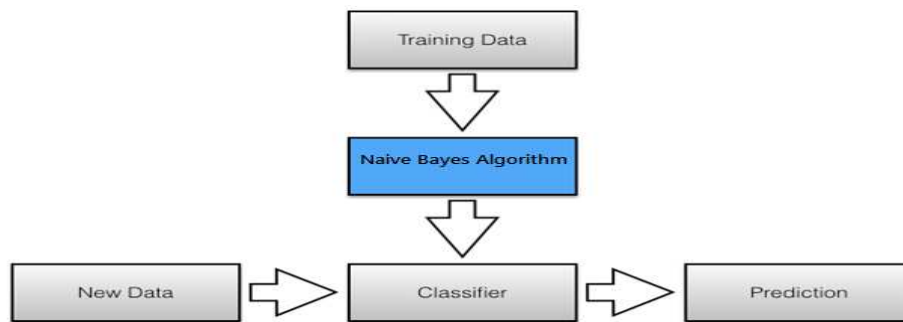 Training Data
Naive Bayes Algorithm
New Data
Classifier
Prediction